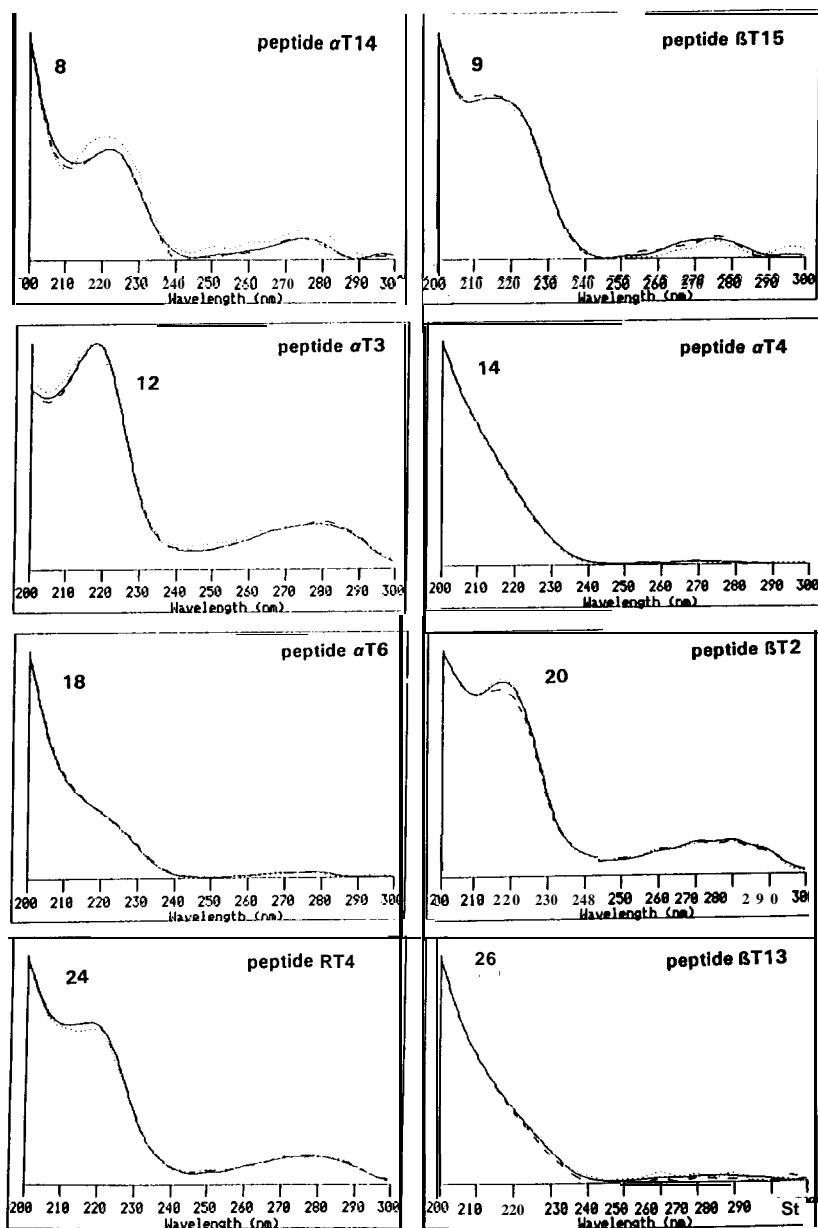 8
peptide αT14
00 210 220 230 240 250 260 270 280 290 300
Wavelength (nm)
9
peptide ßT15
200 210 220 230 240 250 260 270 280 290 300
Wavelength (nm)
12
peptide αT3
200 210 220 230 240 250 260 270 280 290 300
Wavelength (nm)
14
peptide αT4
200 210 220 230 240 250 260 270 280 290 300
Wavelength (nm)
18
peptide αT6
200 210 220 230 240 250 260 270 280 290 300
Wavelength (nm)
20
peptide ßT2
200 210 220 230 248 250 260 270 280 290 300
Wavelength (nm)
24
peptide RT4
200 210 220 230 240 250 260 270 280 290 300
Wavelength (nm)
26
peptide ßT13
200 210 220 230 240 250 260 270 280 290 St
Wavelength (nm)